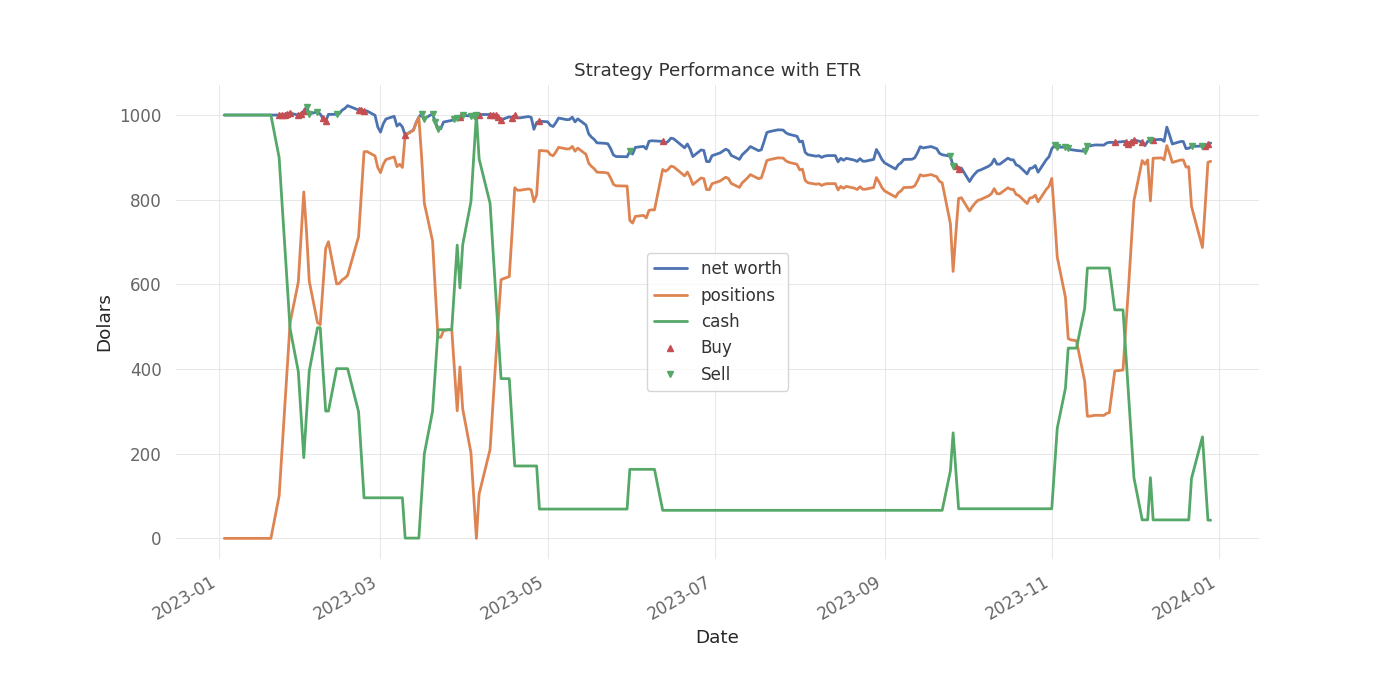 Strategy Performance with ETR
1000
800
600
400
200
0
Dolars
net worth
positions
cash
Buy
Sell
2023-01
2023-03
2023-05
2023-07
2023-09
2023-11
2024-01
Date